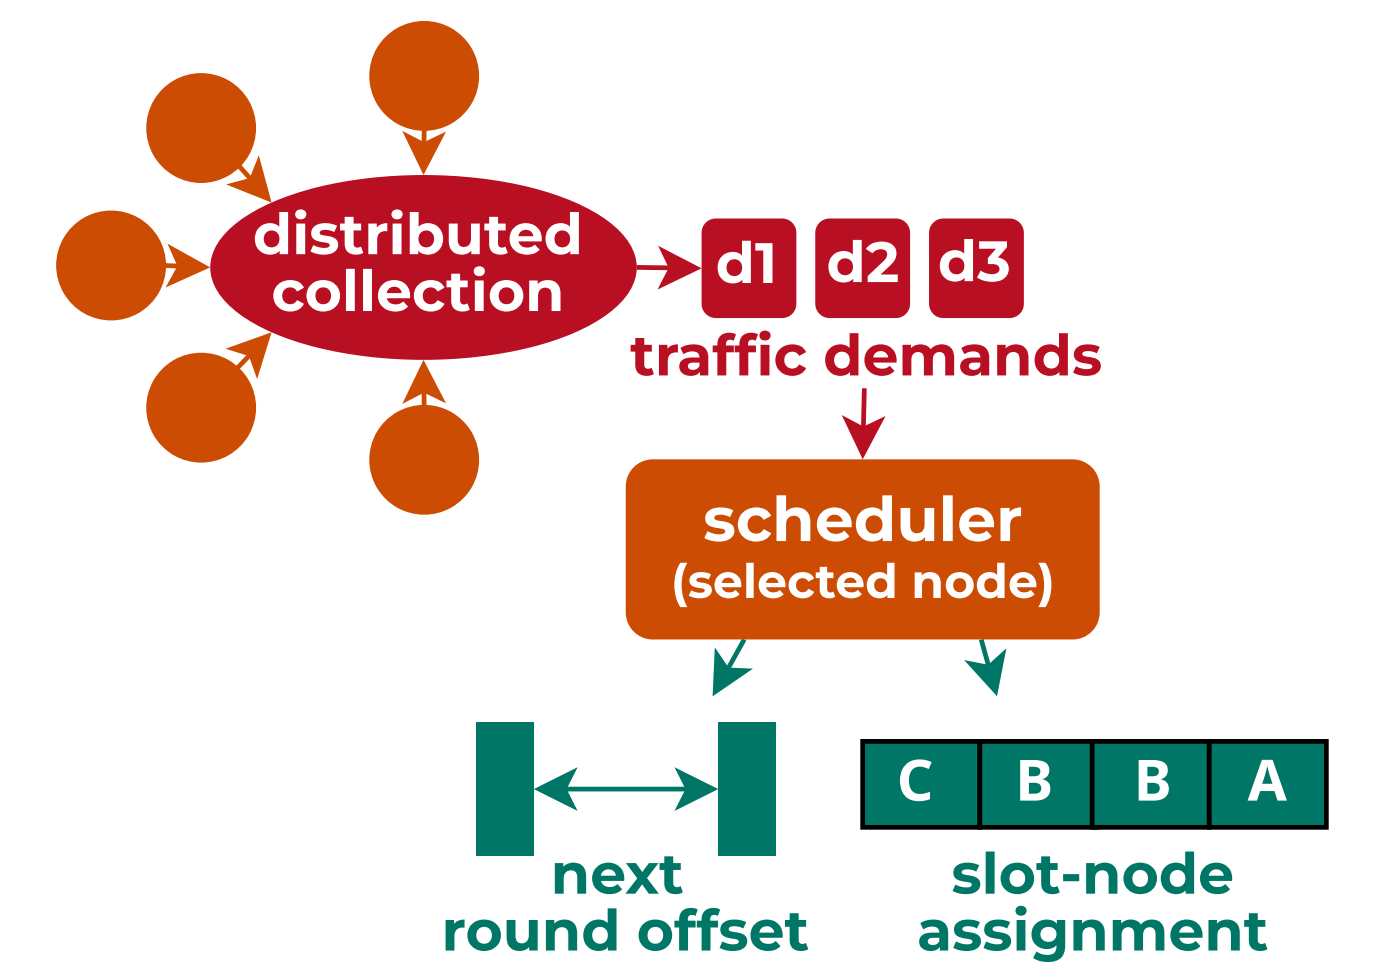 distributed
collection
d1 d2 d3
traffic demands
scheduler
(selected node)
C B B A
next
round offset
slot-node
assignment